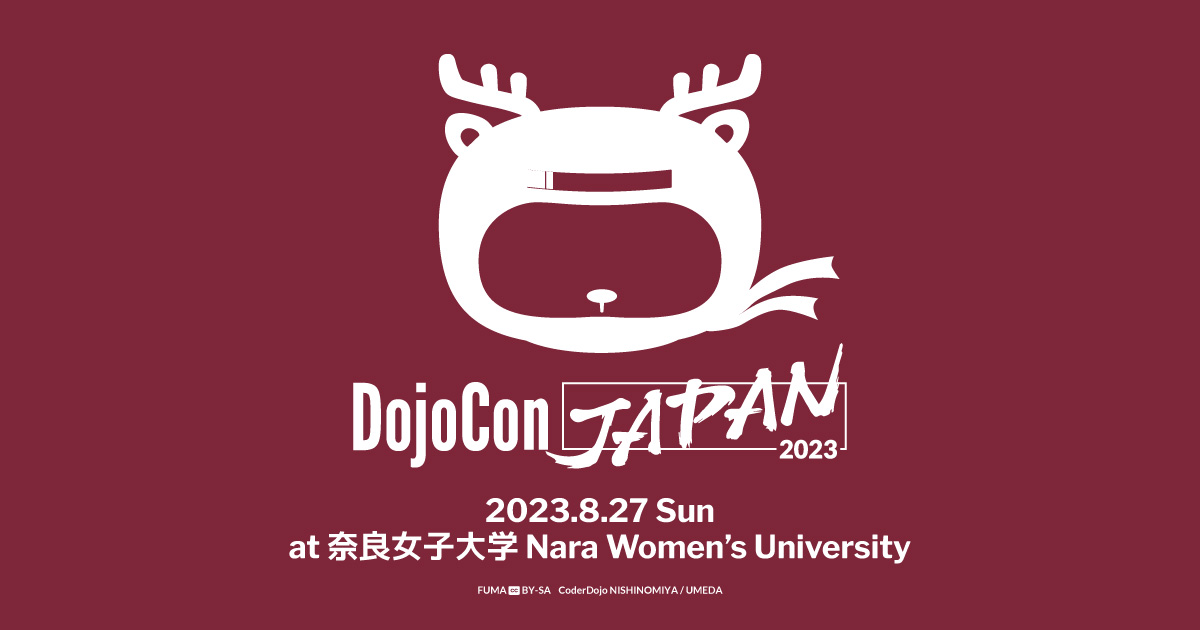 DojoCon JAPAN
2023
2023.8.27 Sun
at 奈良女子大学 Nara Women's University
FUMA cc BY-SA CoderDojo NISHINOMIYA / UMEDA